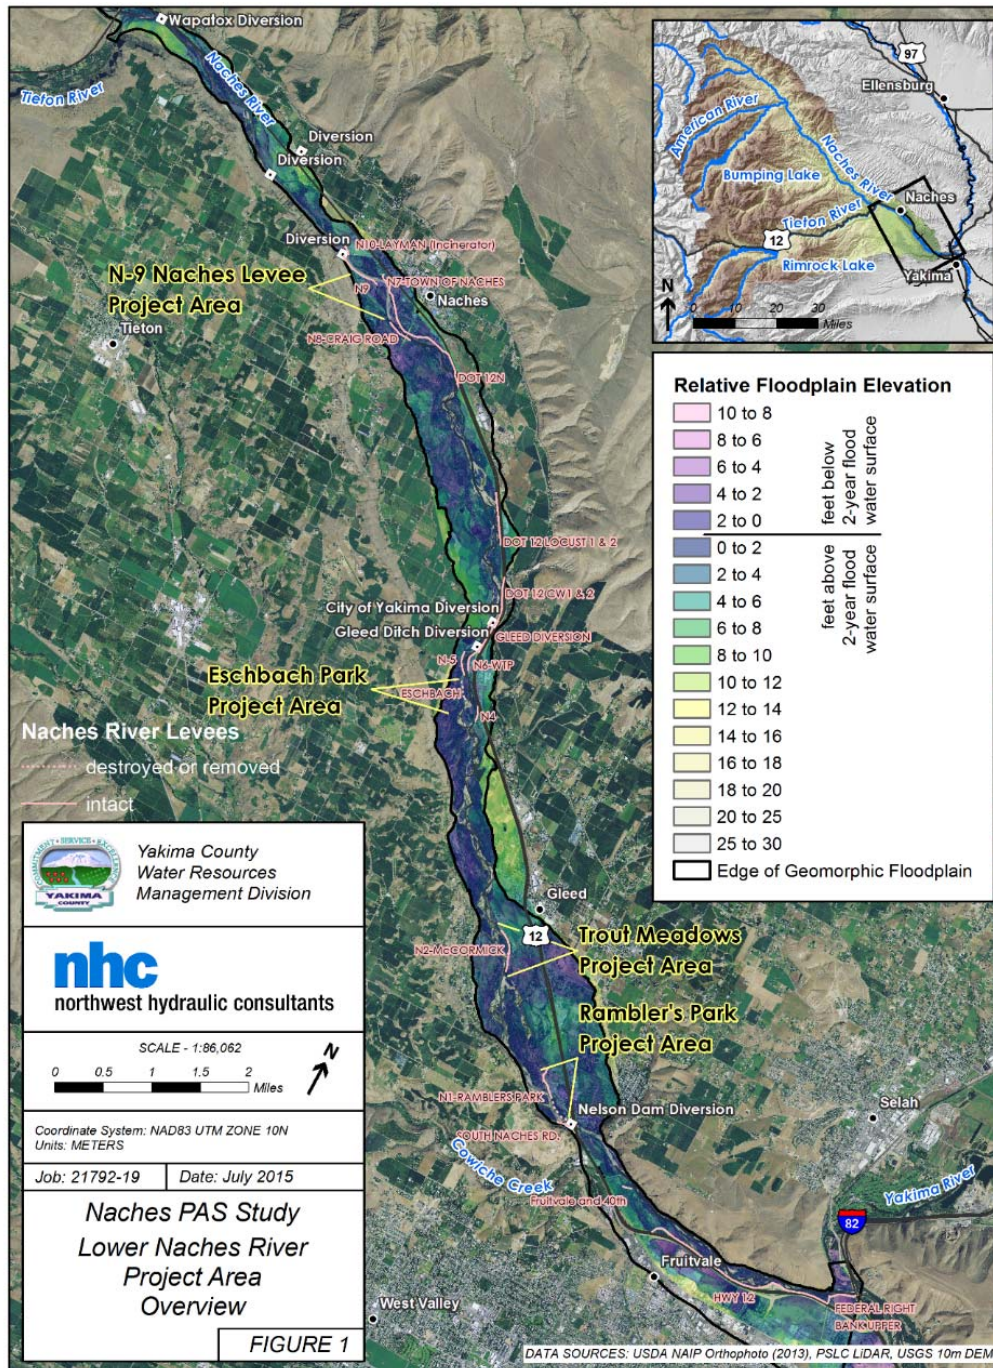 Wapatox Diversion
Naches River
Tieton River
Diversion
Diversion
Diversion
N10-LAYMAN (Incinerator)
N-9 Naches Levee
Project Area
N9
N7-TOWN OF NACHES
Naches
Tieton
N8-CRAIG ROAD
DOT 12N
DOT 12 LOCUST 1 & 2
DOT 12 CW1 & 2
City of Yakima Diversion
Gleed Ditch Diversion
GLEED DIVERSION
N-5
N6-WTP
Eschbach Park
Project Area
ESCHBACH
N4
Naches River Levees
destroyed or removed
intact
Gleed
12
N2-McCORMICK
Trout Meadows
Project Area
Rambler's Park
Project Area
N1-RAMBLERS PARK
Nelson Dam Diversion
SOUTH NACHES RD.
Cowiche Creek
Selah
Yakima River
Fruitvale and 40th
82
Fruitvale
HWY 12
FEDERAL RIGHT
BANK UPPER
West Valley
97
Ellensburg
American River
Naches River
Bumping Lake
Naches
Tieton River
12
Rimrock Lake
Yakima
N
0 10 20 30
Miles
Relative Floodplain Elevation
10 to 8
8 to 6
6 to 4
4 to 2
2 to 0
feet below
2-year flood
water surface
0 to 2
2 to 4
4 to 6
6 to 8
8 to 10
10 to 12
12 to 14
14 to 16
16 to 18
18 to 20
20 to 25
25 to 30
feet above
2-year flood
water surface
Edge of Geomorphic Floodplain
COMMITMENT · SERVICE · EXCELLENCE
YAKIMA
COUNTY
Yakima County
Water Resources
Management Division
nhc
northwest hydraulic consultants
SCALE - 1:86,062
0 0.5 1 1.5 2
Miles
N
Coordinate System: NAD83 UTM ZONE 10N
Units: METERS
Job: 21792-19
Date: July 2015
Naches PAS Study
Lower Naches River
Project Area
Overview
FIGURE 1
DATA SOURCES: USDA NAIP Orthophoto (2013), PSLC LiDAR, USGS 10m DEM